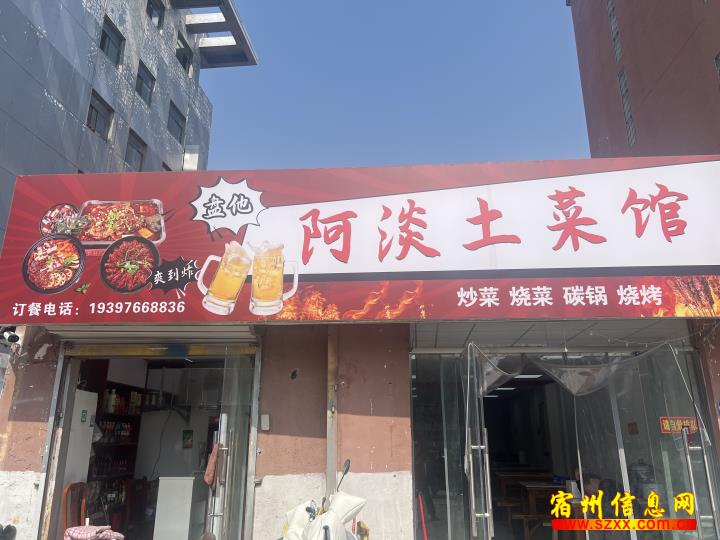 盘他
阿淡土菜馆
爽到炸
订餐电话：19397668836
炒菜 烧菜 碳锅 烧烤
宿州信息网
www.szxx.com.cn